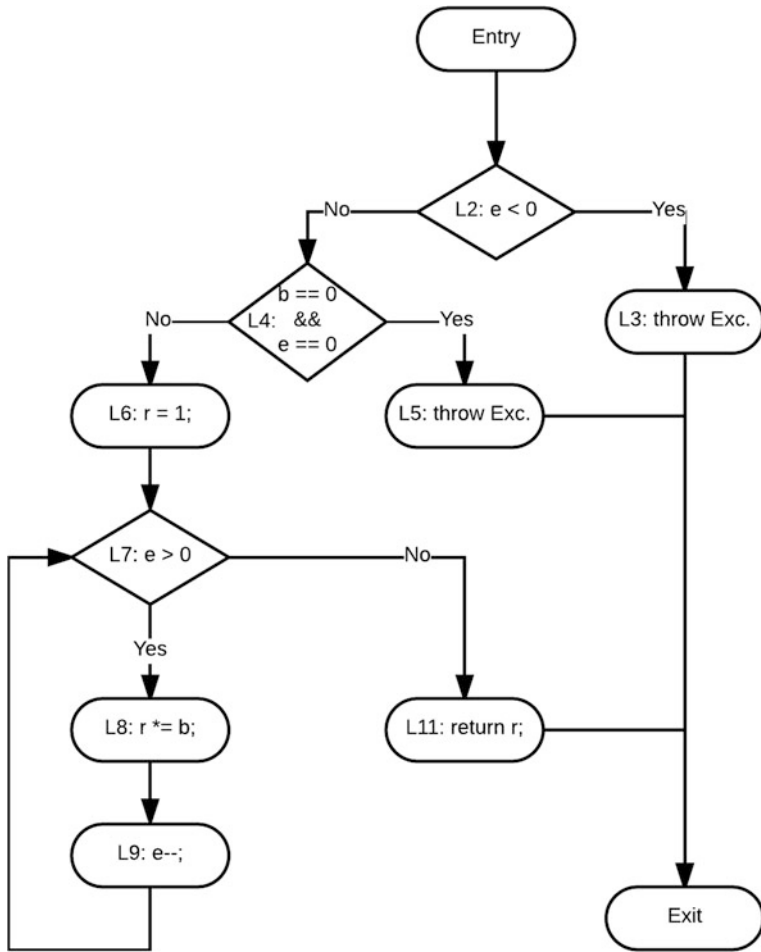 Entry
L2: e < 0
No
Yes
b == 0
L4: &&
e == 0
No
Yes
L3: throw Exc.
L6: r = 1;
L5: throw Exc.
L7: e > 0
No
Yes
L8: r *= b;
L11: return r;
L9: e--;
Exit